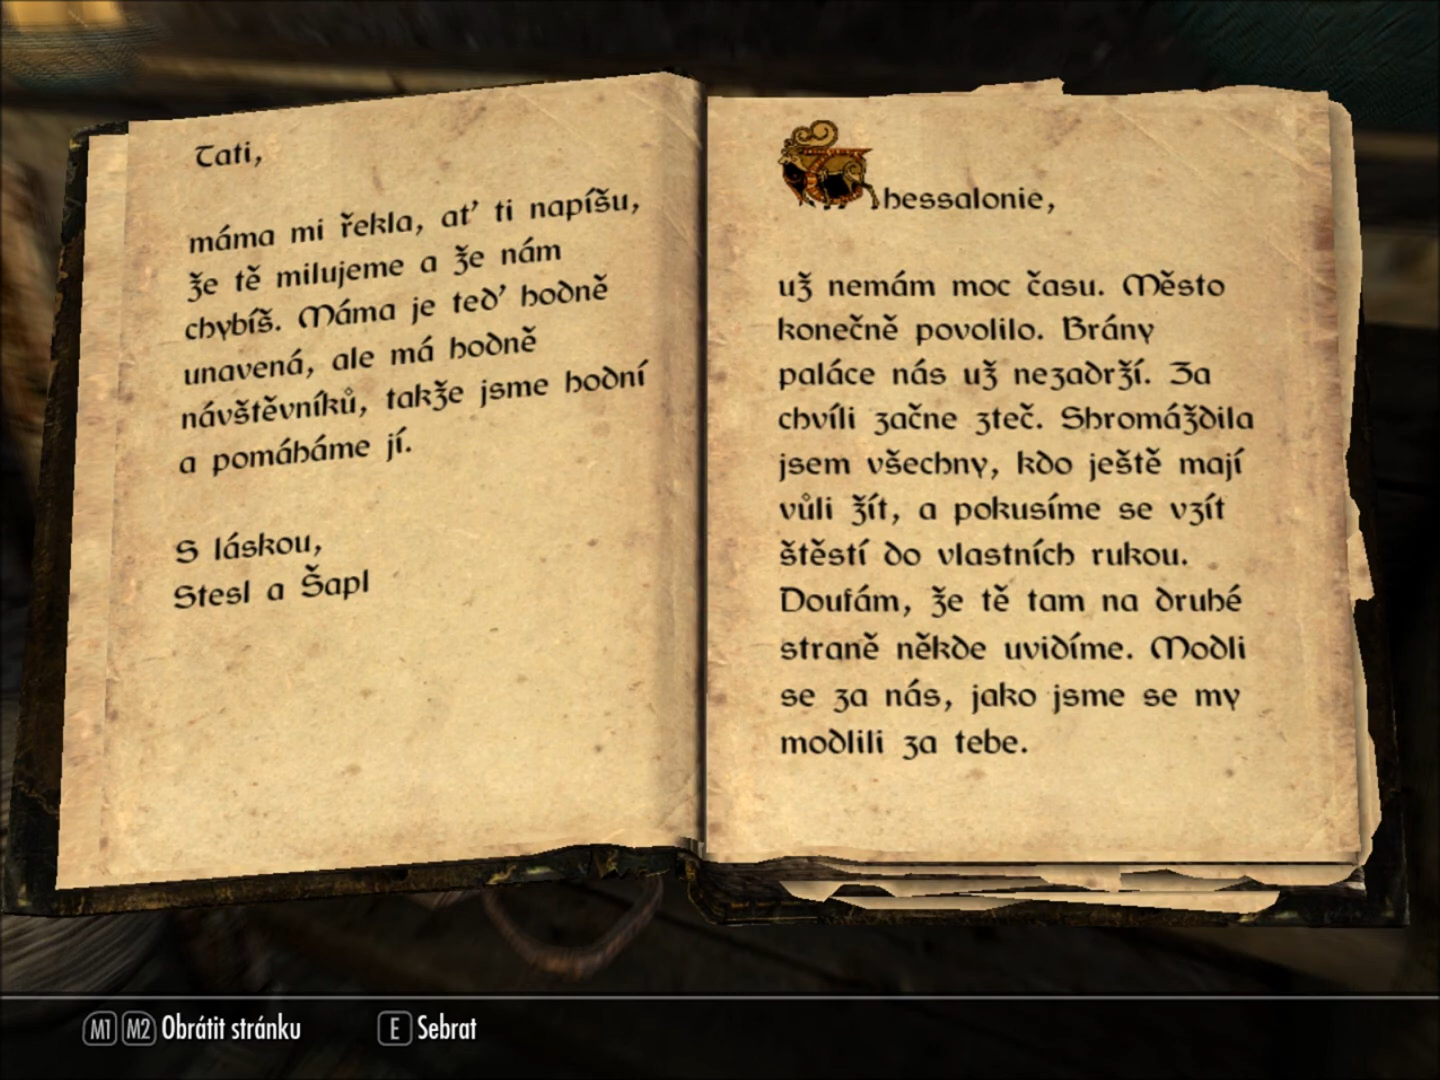 Tati,
máma mi řekla, ať ti napíšu,
že tě milujeme a že nám
chybíš. Máma je teď hodně
unavená, ale má hodně
návštěvníků, takže jsme hodní
a pomáháme jí.
S láskou,
Stesl a Šapl
Thessalonie,
už nemám moc času. Město
konečně povolilo. Brány
paláce nás už nezadrží. Za
chvíli začne zteč. Shromáždila
jsem všechny, kdo ještě mají
vůli žít, a pokusíme se vzít
štěstí do vlastních rukou.
Doufám, že tě tam na druhé
straně někde uvidíme. Modli
se za nás, jako jsme se my
modlili za tebe.
M1 M2 Obrátit stránku E Sebrat